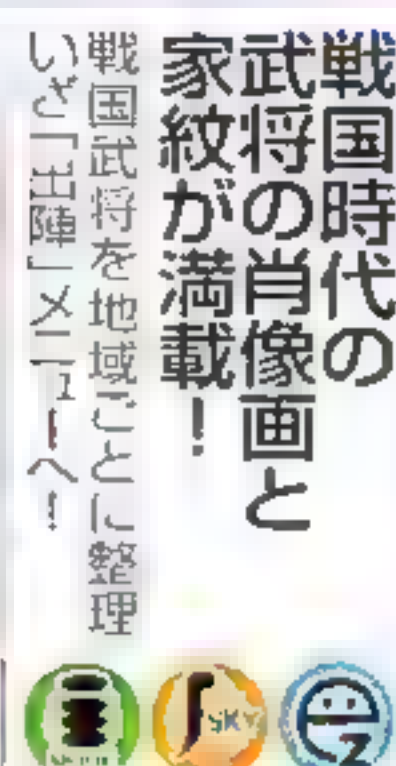 戦国時代の
武将の肖像画と
家紋が満載！
戦国武将を地域ごとに整理
いざ「出陣」メニューへ！
SKY